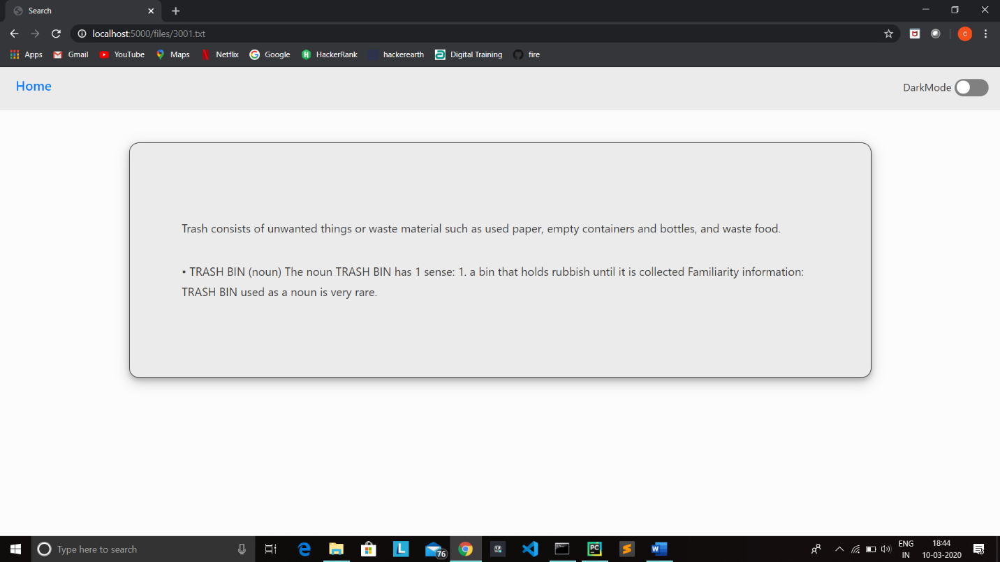 Search
localhost:5000/files/3001.txt
C
Apps Gmail YouTube Maps Netflix Google HackerRank hackerearth Digital Training fire
Home
DarkMode
Trash consists of unwanted things or waste material such as used paper, empty containers and bottles, and waste food.
• TRASH BIN (noun) The noun TRASH BIN has 1 sense: 1. a bin that holds rubbish until it is collected Familiarity information:
TRASH BIN used as a noun is very rare.
Type here to search
L
76
PC
W
ENG
IN
18:44
10-03-2020